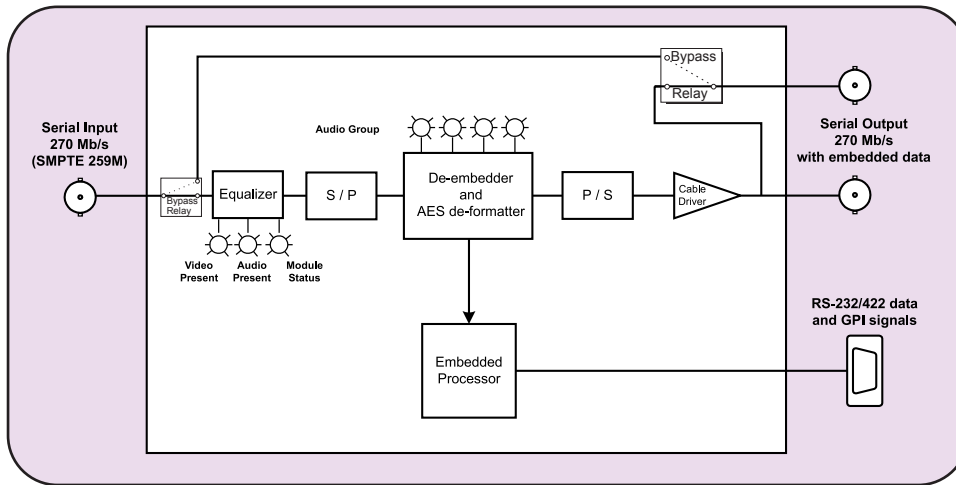 Bypass
Relay
Serial Input
270 Mb/s
(SMPTE 259M)
Audio Group
Serial Output
270 Mb/s
with embedded data
Bypass
Relay
Equalizer
S / P
De-embedder
and
AES de-formatter
P / S
Cable
Driver
Video
Present
Audio
Present
Module
Status
RS-232/422 data
and GPI signals
Embedded
Processor